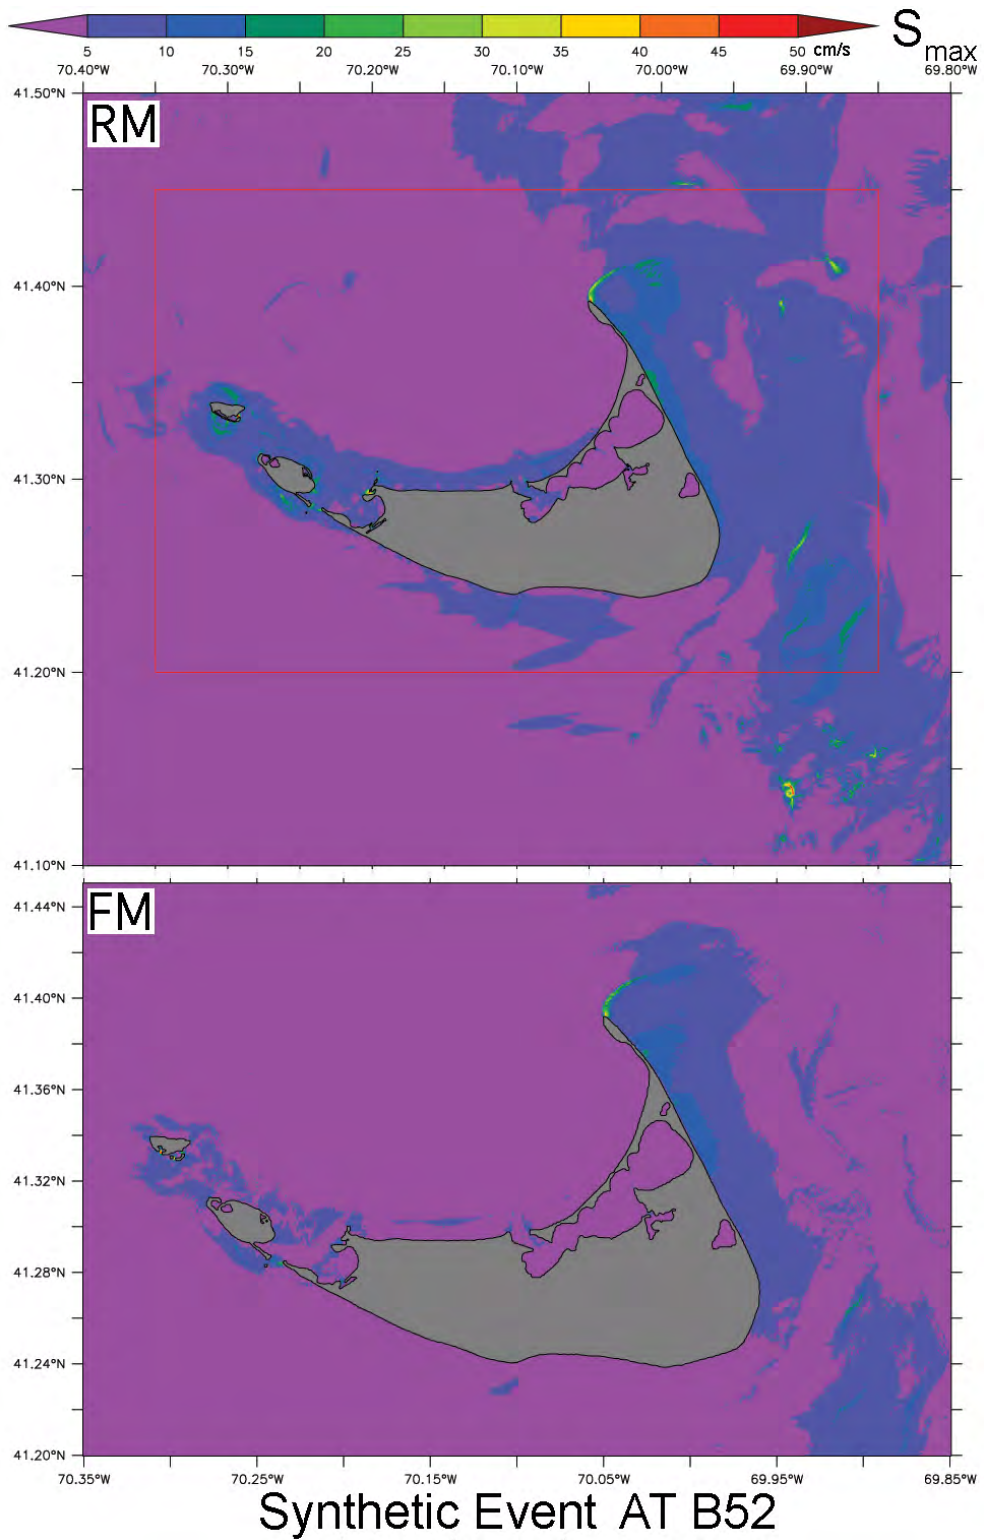 5 10 15 20 25 30 35 40 45 50 cm/s Smax
70.40°W 70.30°W 70.20°W 70.10°W 70.00°W 69.90°W 69.80°W
41.50°N
RM
41.40°N
41.30°N
41.20°N
41.10°N
FM
41.44°N
41.40°N
41.36°N
41.32°N
41.28°N
41.24°N
41.20°N
70.35°W 70.25°W 70.15°W 70.05°W 69.95°W 69.85°W
Synthetic Event AT B52